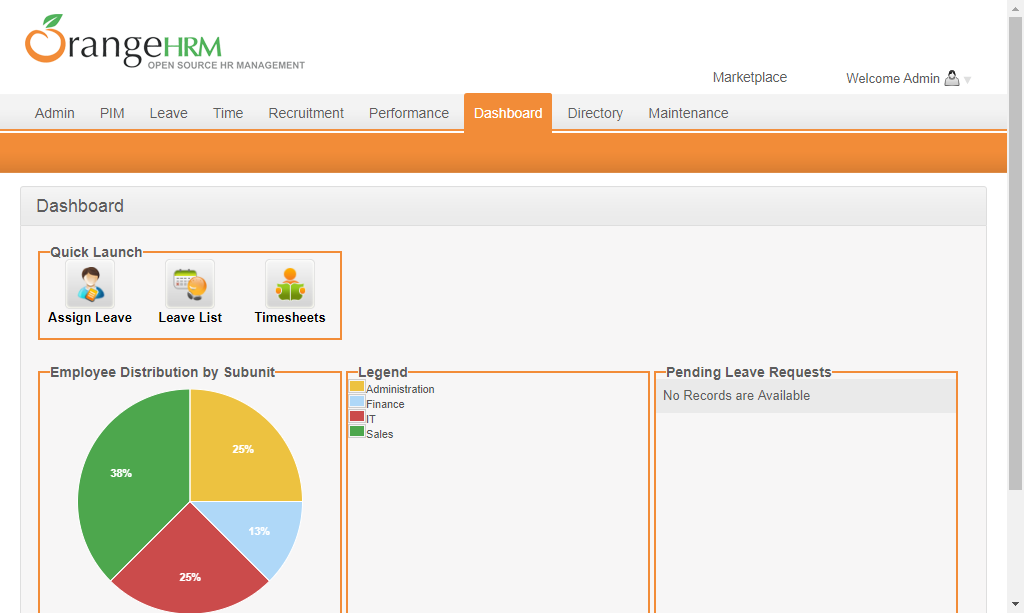 OrangeHRM
OPEN SOURCE HR MANAGEMENT
Marketplace
Welcome Admin
Admin PIM Leave Time Recruitment Performance Dashboard Directory Maintenance
Dashboard
Quick Launch
Assign Leave Leave List Timesheets
Employee Distribution by Subunit
25%
38%
13%
25%
Legend
Administration
Finance
IT
Sales
Pending Leave Requests
No Records are Available